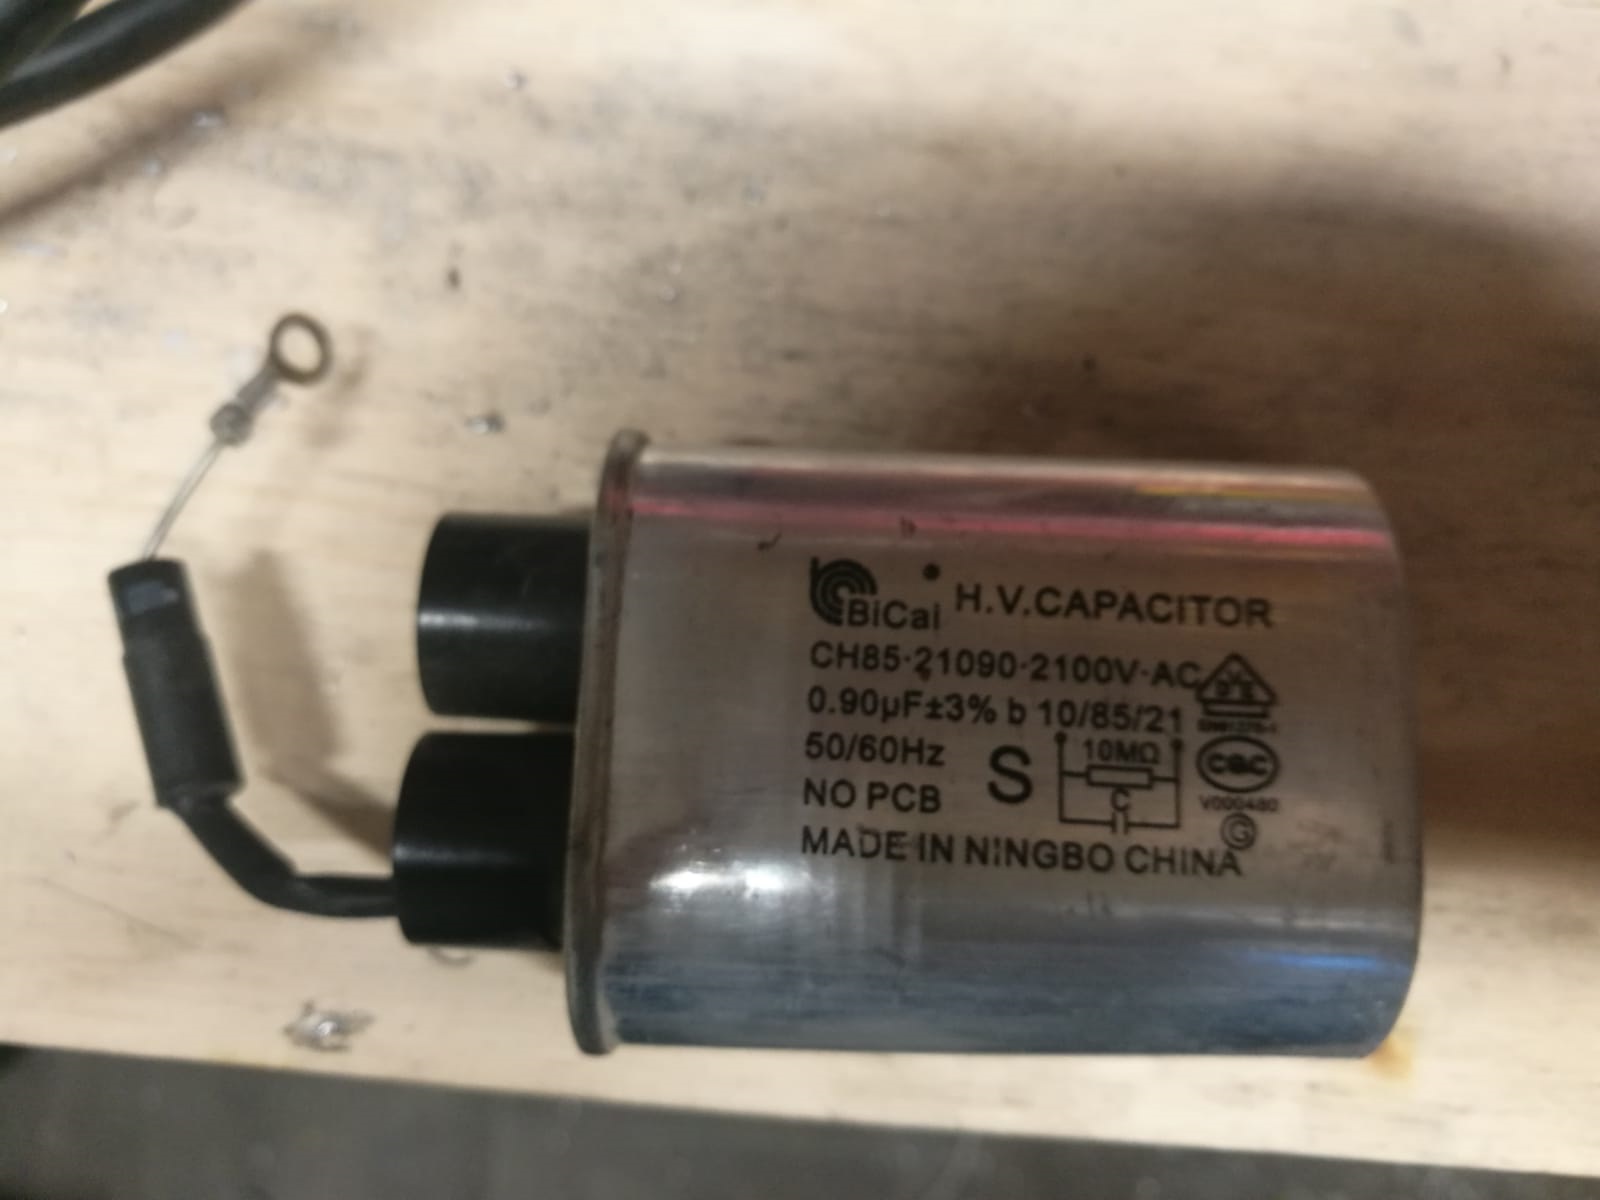 BiCai H.V.CAPACITOR
CH85·21090·2100V·AC
0.90μF±3% b 10/85/21
50/60Hz S 10MΩ
C
CQC
NO PCB V000480
G
MADE IN NINGBO CHINA